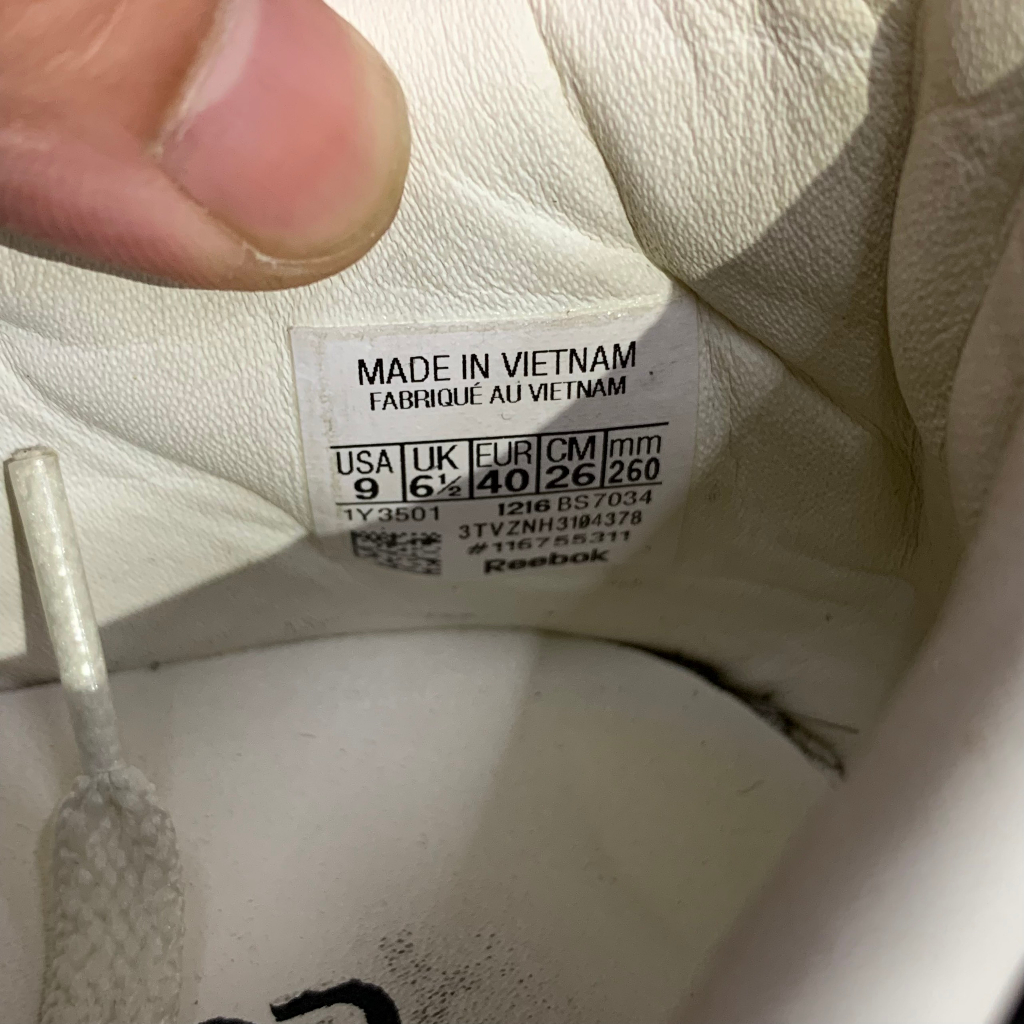 MADE IN VIETNAM
FABRIQUÉ AU VIETNAM
USA UK EUR CM mm
9 6½ 40 26 260
1Y3501 1216 BS7034
3TVZNH3104378
#116755311
Reebok